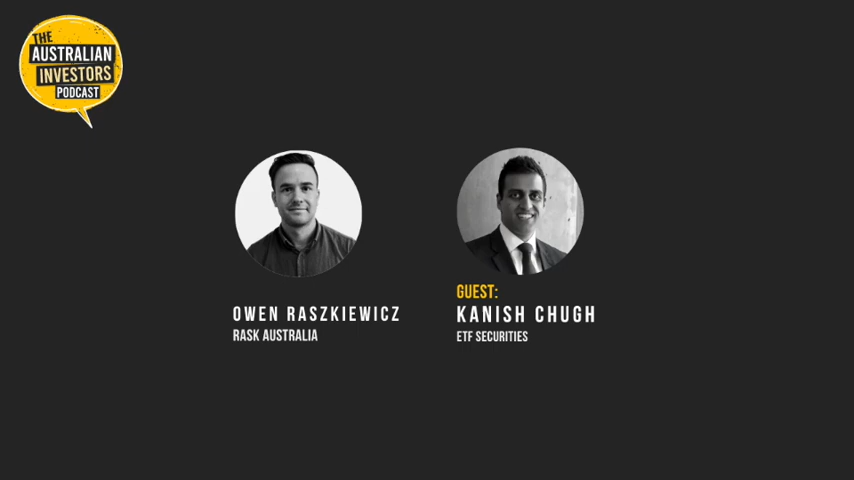 THE
AUSTRALIAN
INVESTORS
PODCAST
OWEN RASZKIEWICZ
RASK AUSTRALIA
GUEST:
KANISH CHUGH
ETF SECURITIES